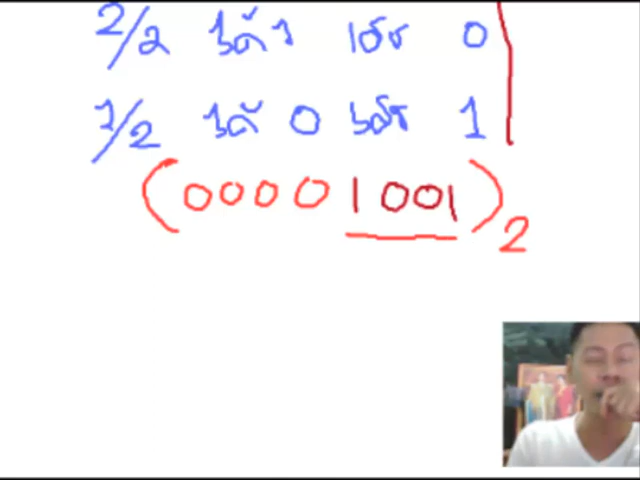 2/2 ได้ 1 เศษ 0
1/2 ได้ 0 เศษ 1
(00001001)2